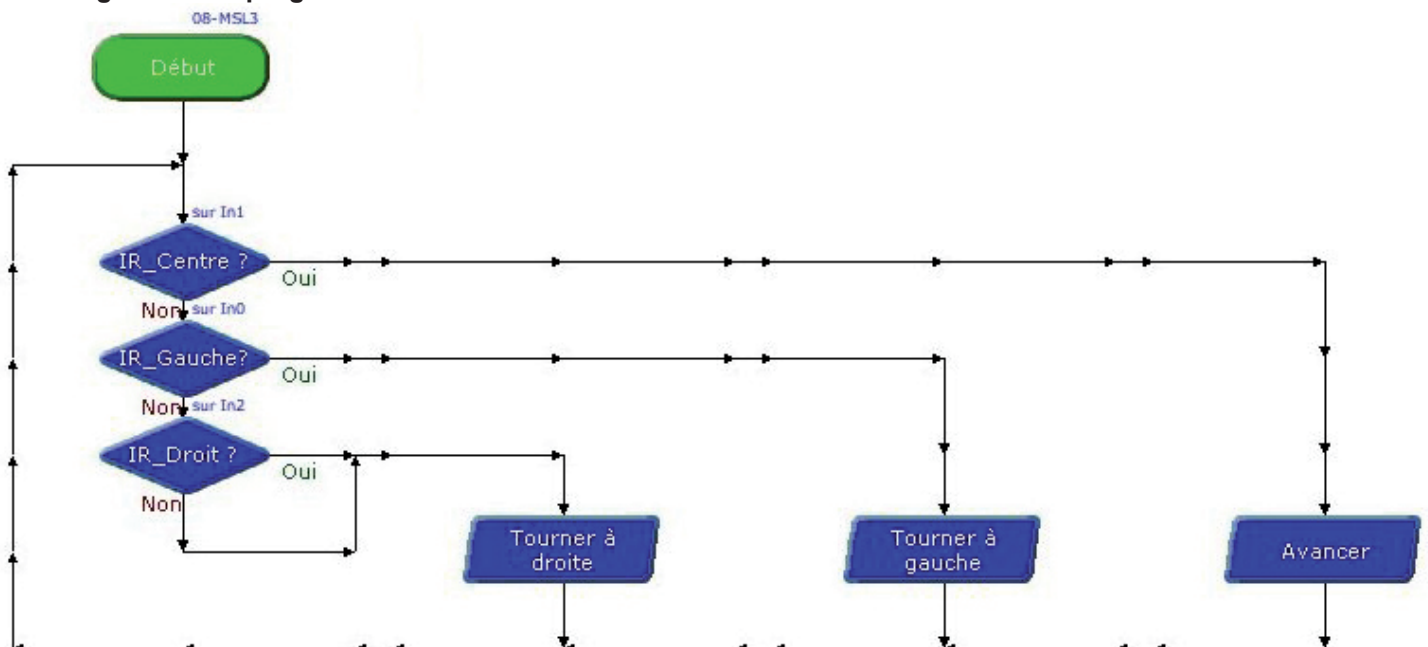 08-MSL3
Début
sur In1
IR_Centre ?
Oui
Non
sur In0
IR_Gauche?
Oui
Non
sur In2
IR_Droit ?
Oui
Non
Tourner à
droite
Tourner à
gauche
Avancer